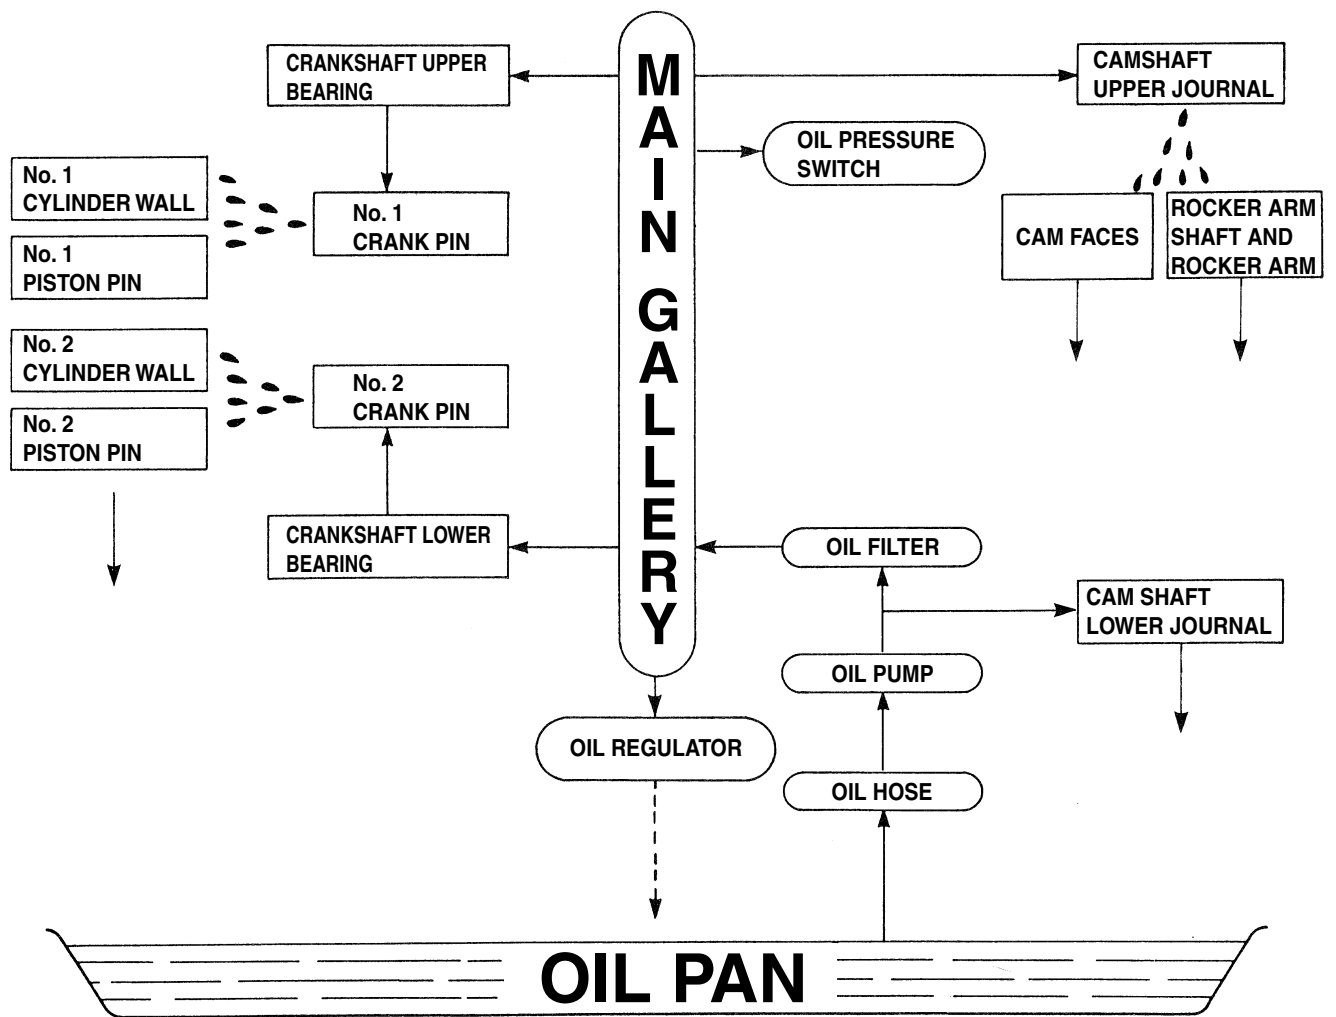 CRANKSHAFT UPPER
BEARING
No. 1
CYLINDER WALL
No. 1
PISTON PIN
No. 1
CRANK PIN
No. 2
CYLINDER WALL
No. 2
PISTON PIN
No. 2
CRANK PIN
CRANKSHAFT LOWER
BEARING
MAIN GALLERY
CAMSHAFT
UPPER JOURNAL
OIL PRESSURE
SWITCH
CAM FACES
ROCKER ARM
SHAFT AND
ROCKER ARM
OIL FILTER
CAM SHAFT
LOWER JOURNAL
OIL PUMP
OIL REGULATOR
OIL HOSE
OIL PAN